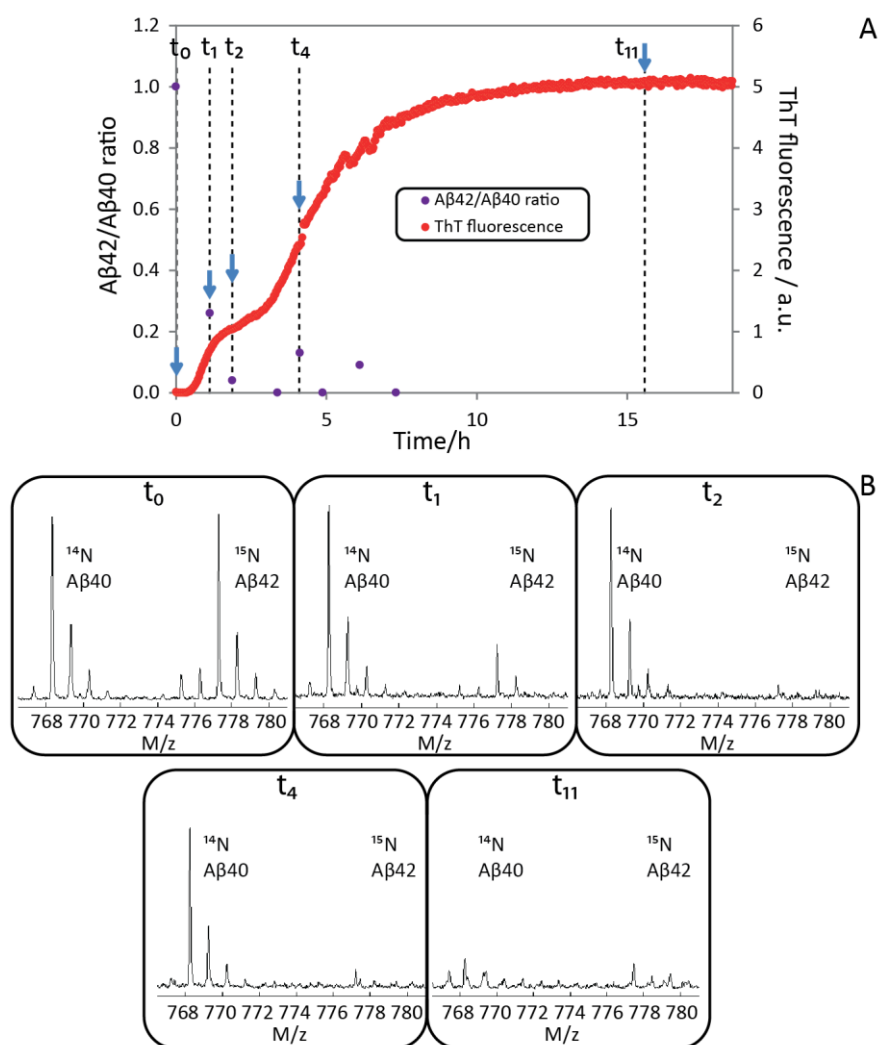 A
t₀ t₁ t₂ t₄ t₁₁
1.2
1.0
0.8
0.6
0.4
0.2
0.0
Aβ42/Aβ40 ratio
6
5
4
3
2
1
0
ThT fluorescence / a.u.
Aβ42/Aβ40 ratio
ThT fluorescence
0 5 10 15
Time/h
B
t₀
¹⁴N ¹⁵N
Aβ40 Aβ42
768 770 772 774 776 778 780
M/z
t₁
¹⁴N ¹⁵N
Aβ40 Aβ42
768 770 772 774 776 778 780
M/z
t₂
¹⁴N ¹⁵N
Aβ40 Aβ42
768 770 772 774 776 778 780
M/z
t₄
¹⁴N ¹⁵N
Aβ40 Aβ42
768 770 772 774 776 778 780
M/z
t₁₁
¹⁴N ¹⁵N
Aβ40 Aβ42
768 770 772 774 776 778 780
M/z